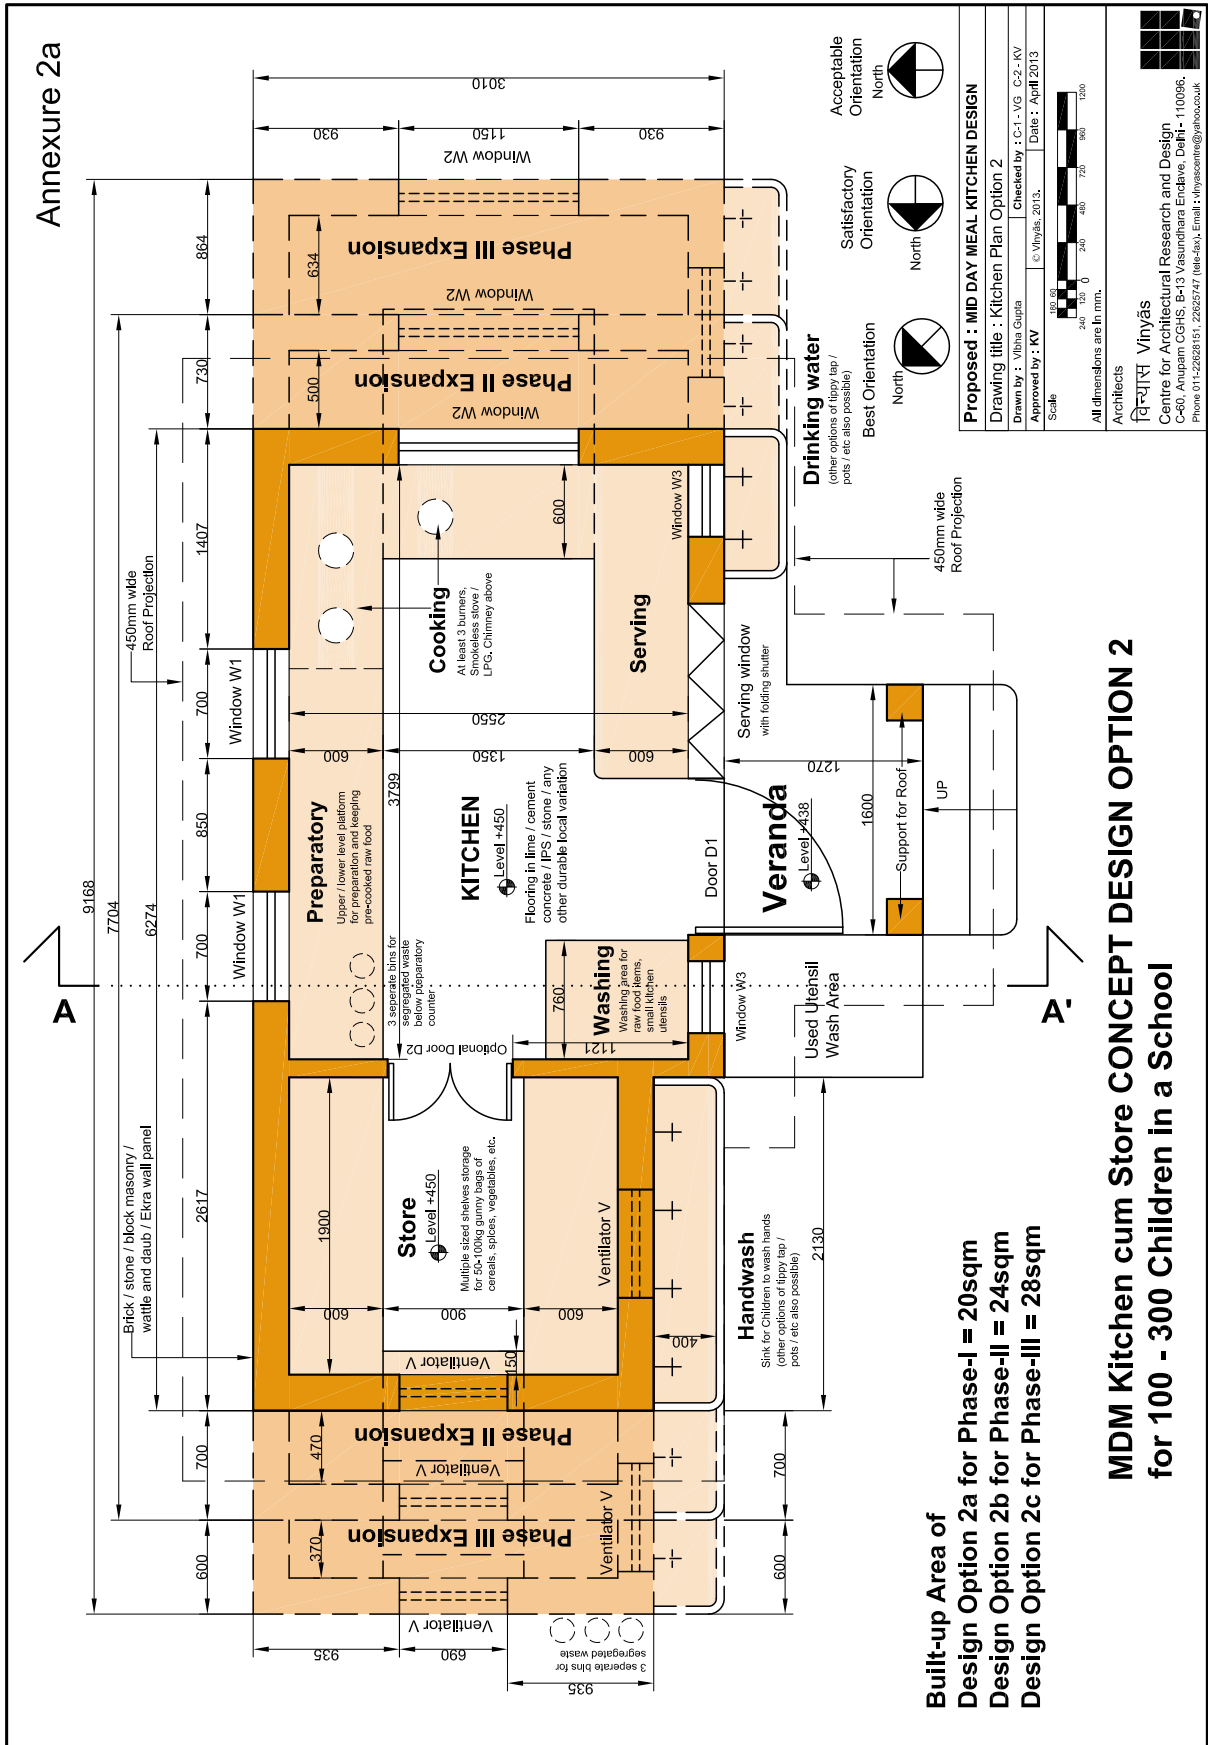 Annexure 2a
9168
7704
6274
600
700
2617
700
850
700
1407
730
864
Brick / stone / block masonry /
wattle and daub / Ekra wall panel
450mm wide
Roof Projection
A
Window W1
Window W1
935
690
935
Ventilator V
3 seperate bins for
segregated waste
370
Phase III Expansion
Ventilator V
470
Phase II Expansion
Ventilator V
Ventilator V
150
1900
600
900
600
Store
Level +450
Multiple sized shelves storage
for 50-100kg gunny bags of
cereals, spices, vegetables, etc.
Ventilator V
Optional Door D2
3 seperate bins for
segregated waste
below preparatory
counter
Preparatory
Upper / lower level platform
for preparation and keeping
pre-cooked raw food
3799
600
1350
600
2550
KITCHEN
Level +450
Flooring in lime / cement
concrete / IPS / stone / any
other durable local variation
Cooking
At least 3 burners,
Smokeless stove /
LPG. Chimney above
600
Serving
760
Washing
Washing area for
raw food items,
small kitchen
utensils
1121
500
Phase II Expansion
Window W2
634
Phase III Expansion
Window W2
Window W2
930
1150
930
3010
Window W3
Window W3
Door D1
Serving window
with folding shutter
Drinking water
(other options of tippy tap /
pots / etc also possible)
400
Handwash
Sink for Children to wash hands
(other options of tippy tap /
pots / etc also possible)
600
700
2130
Used Utensil
Wash Area
Veranda
Level +438
1270
1600
Support for Roof
UP
450mm wide
Roof Projection
A'
Best Orientation
North
Satisfactory
Orientation
North
Acceptable
Orientation
North
Built-up Area of
Design Option 2a for Phase-I = 20sqm
Design Option 2b for Phase-II = 24sqm
Design Option 2c for Phase-III = 28sqm
MDM Kitchen cum Store CONCEPT DESIGN OPTION 2
for 100 - 300 Children in a School
Proposed : MID DAY MEAL KITCHEN DESIGN
Drawing title : Kitchen Plan Option 2
Drawn by : Vibha Gupta
Checked by : C-1 - VG C-2 - KV
Approved by : KV
© Vinyās, 2013.
Date : April 2013
Scale
180 60
240 120 0 240 480 720 960 1200
All dimensions are in mm.
Architects
विन्यास Vinyās
Centre for Architectural Research and Design
C-60, Anupam CGHS, B-13 Vasundhara Enclave, Delhi - 110096.
Phone 011-22628151, 22625747 (tele-fax). Email : vinyascentre@yahoo.co.uk